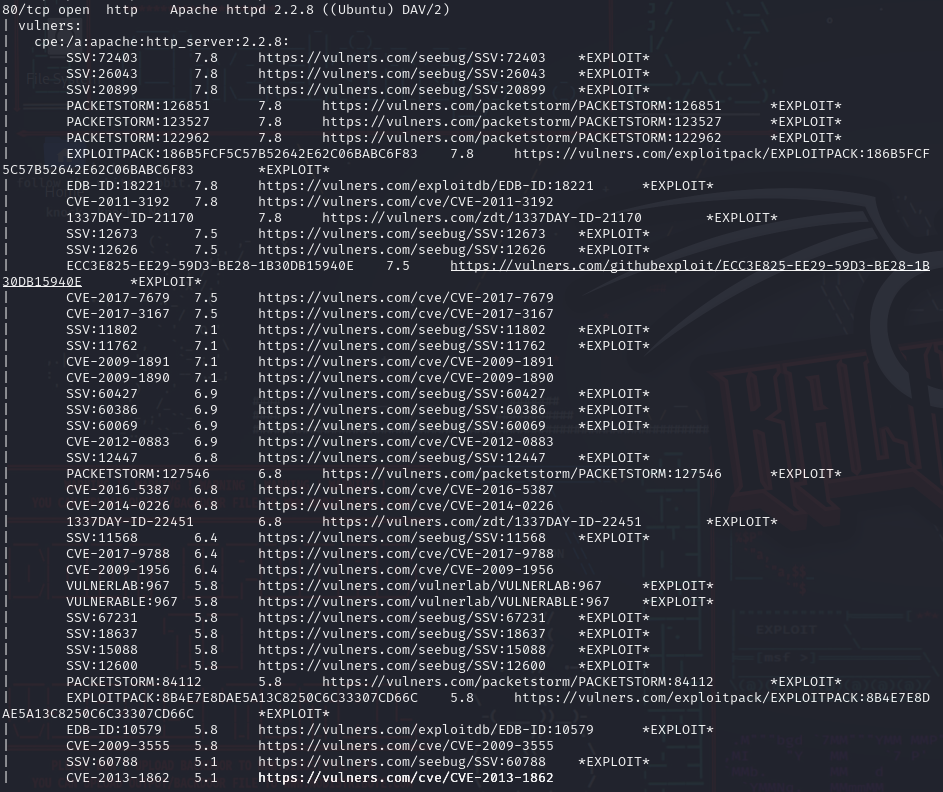 80/tcp open  http    Apache httpd 2.2.8 ((Ubuntu) DAV/2)
| vulners:
|   cpe:/a:apache:http_server:2.2.8:
|       SSV:72403    7.8     https://vulners.com/seebug/SSV:72403    *EXPLOIT*
|       SSV:26043    7.8     https://vulners.com/seebug/SSV:26043    *EXPLOIT*
|       SSV:20899    7.8     https://vulners.com/seebug/SSV:20899    *EXPLOIT*
|       PACKETSTORM:126851      7.8     https://vulners.com/packetstorm/PACKETSTORM:126851      *EXPLOIT*
|       PACKETSTORM:123527      7.8     https://vulners.com/packetstorm/PACKETSTORM:123527      *EXPLOIT*
|       PACKETSTORM:122962      7.8     https://vulners.com/packetstorm/PACKETSTORM:122962      *EXPLOIT*
|       EXPLOITPACK:186B5FCF5C57B52642E62C06BABC6F83    7.8     https://vulners.com/exploitpack/EXPLOITPACK:186B5FCF
5C57B52642E62C06BABC6F83        *EXPLOIT*
|       EDB-ID:18221    7.8     https://vulners.com/exploitdb/EDB-ID:18221      *EXPLOIT*
|       CVE-2011-3192   7.8     https://vulners.com/cve/CVE-2011-3192
|       1337DAY-ID-21170        7.8     https://vulners.com/zdt/1337DAY-ID-21170        *EXPLOIT*
|       SSV:12673    7.5     https://vulners.com/seebug/SSV:12673    *EXPLOIT*
|       SSV:12626    7.5     https://vulners.com/seebug/SSV:12626    *EXPLOIT*
|       ECC3E825-EE29-59D3-BE28-1B30DB15940E    7.5     https://vulners.com/githubexploit/ECC3E825-EE29-59D3-BE28-1B
30DB15940E      *EXPLOIT*
|       CVE-2017-7679   7.5     https://vulners.com/cve/CVE-2017-7679
|       CVE-2017-3167   7.5     https://vulners.com/cve/CVE-2017-3167
|       SSV:11802    7.1     https://vulners.com/seebug/SSV:11802    *EXPLOIT*
|       SSV:11762    7.1     https://vulners.com/seebug/SSV:11762    *EXPLOIT*
|       CVE-2009-1891   7.1     https://vulners.com/cve/CVE-2009-1891
|       CVE-2009-1890   7.1     https://vulners.com/cve/CVE-2009-1890
|       SSV:60427    6.9     https://vulners.com/seebug/SSV:60427    *EXPLOIT*
|       SSV:60386    6.9     https://vulners.com/seebug/SSV:60386    *EXPLOIT*
|       SSV:60069    6.9     https://vulners.com/seebug/SSV:60069    *EXPLOIT*
|       CVE-2012-0883   6.9     https://vulners.com/cve/CVE-2012-0883
|       SSV:12447    6.8     https://vulners.com/seebug/SSV:12447    *EXPLOIT*
|       PACKETSTORM:127546      6.8     https://vulners.com/packetstorm/PACKETSTORM:127546      *EXPLOIT*
|       CVE-2016-5387   6.8     https://vulners.com/cve/CVE-2016-5387
|       CVE-2014-0226   6.8     https://vulners.com/cve/CVE-2014-0226
|       1337DAY-ID-22451        6.8     https://vulners.com/zdt/1337DAY-ID-22451        *EXPLOIT*
|       SSV:11568    6.4     https://vulners.com/seebug/SSV:11568    *EXPLOIT*
|       CVE-2017-9788   6.4     https://vulners.com/cve/CVE-2017-9788
|       CVE-2009-1956   6.4     https://vulners.com/cve/CVE-2009-1956
|       VULNERLAB:967   5.8     https://vulners.com/vulnerlab/VULNERLAB:967     *EXPLOIT*
|       VULNERABLE:967  5.8     https://vulners.com/vulnerlab/VULNERABLE:967    *EXPLOIT*
|       SSV:67231    5.8     https://vulners.com/seebug/SSV:67231    *EXPLOIT*
|       SSV:18637    5.8     https://vulners.com/seebug/SSV:18637    *EXPLOIT*
|       SSV:15088    5.8     https://vulners.com/seebug/SSV:15088    *EXPLOIT*
|       SSV:12600    5.8     https://vulners.com/seebug/SSV:12600    *EXPLOIT*
|       PACKETSTORM:84112       5.8     https://vulners.com/packetstorm/PACKETSTORM:84112       *EXPLOIT*
|       EXPLOITPACK:8B4E7E8DAE5A13C8250C6C33307CD66C    5.8     https://vulners.com/exploitpack/EXPLOITPACK:8B4E7E8D
AE5A13C8250C6C33307CD66C        *EXPLOIT*
|       EDB-ID:10579    5.8     https://vulners.com/exploitdb/EDB-ID:10579      *EXPLOIT*
|       CVE-2009-3555   5.8     https://vulners.com/cve/CVE-2009-3555
|       SSV:60788    5.1     https://vulners.com/seebug/SSV:60788    *EXPLOIT*
|       CVE-2013-1862   5.1     https://vulners.com/cve/CVE-2013-1862